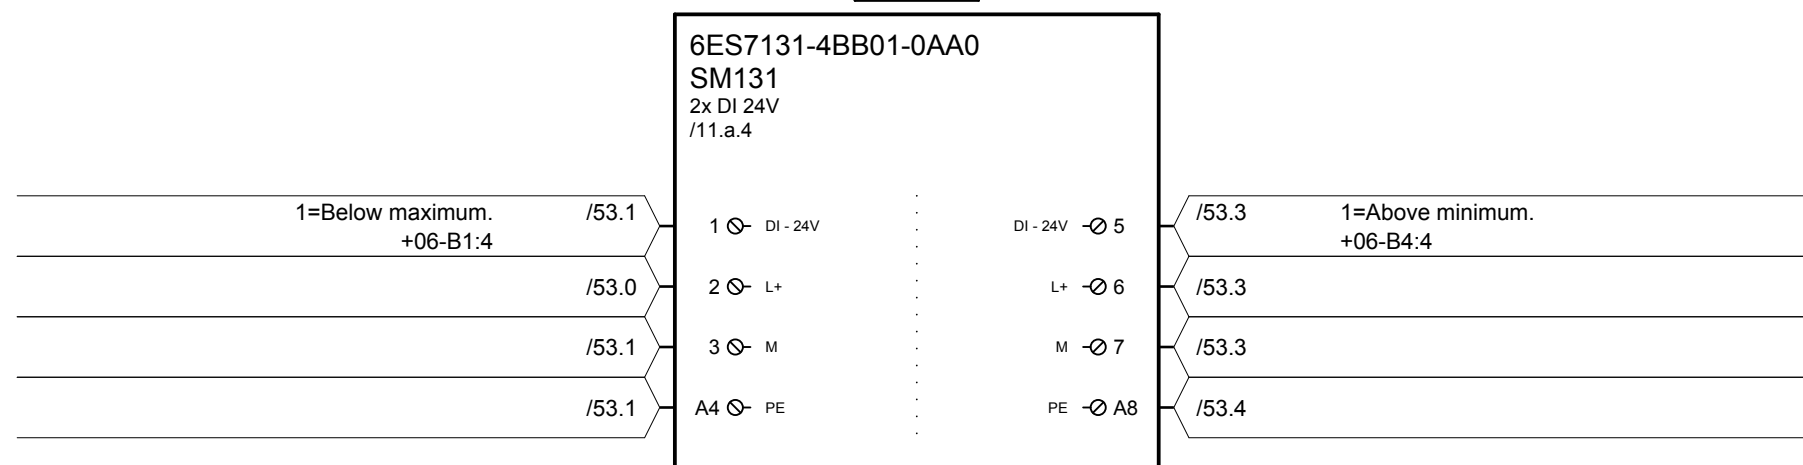 6ES7131-4BB01-0AA0
SM131
2x DI 24V
/11.a.4
1=Below maximum. /53.1 1 DI - 24V DI - 24V 5 /53.3 1=Above minimum.
+06-B1:4 +06-B4:4
/53.0 2 L+ L+ 6 /53.3
/53.1 3 M M 7 /53.3
/53.1 A4 PE PE A8 /53.4